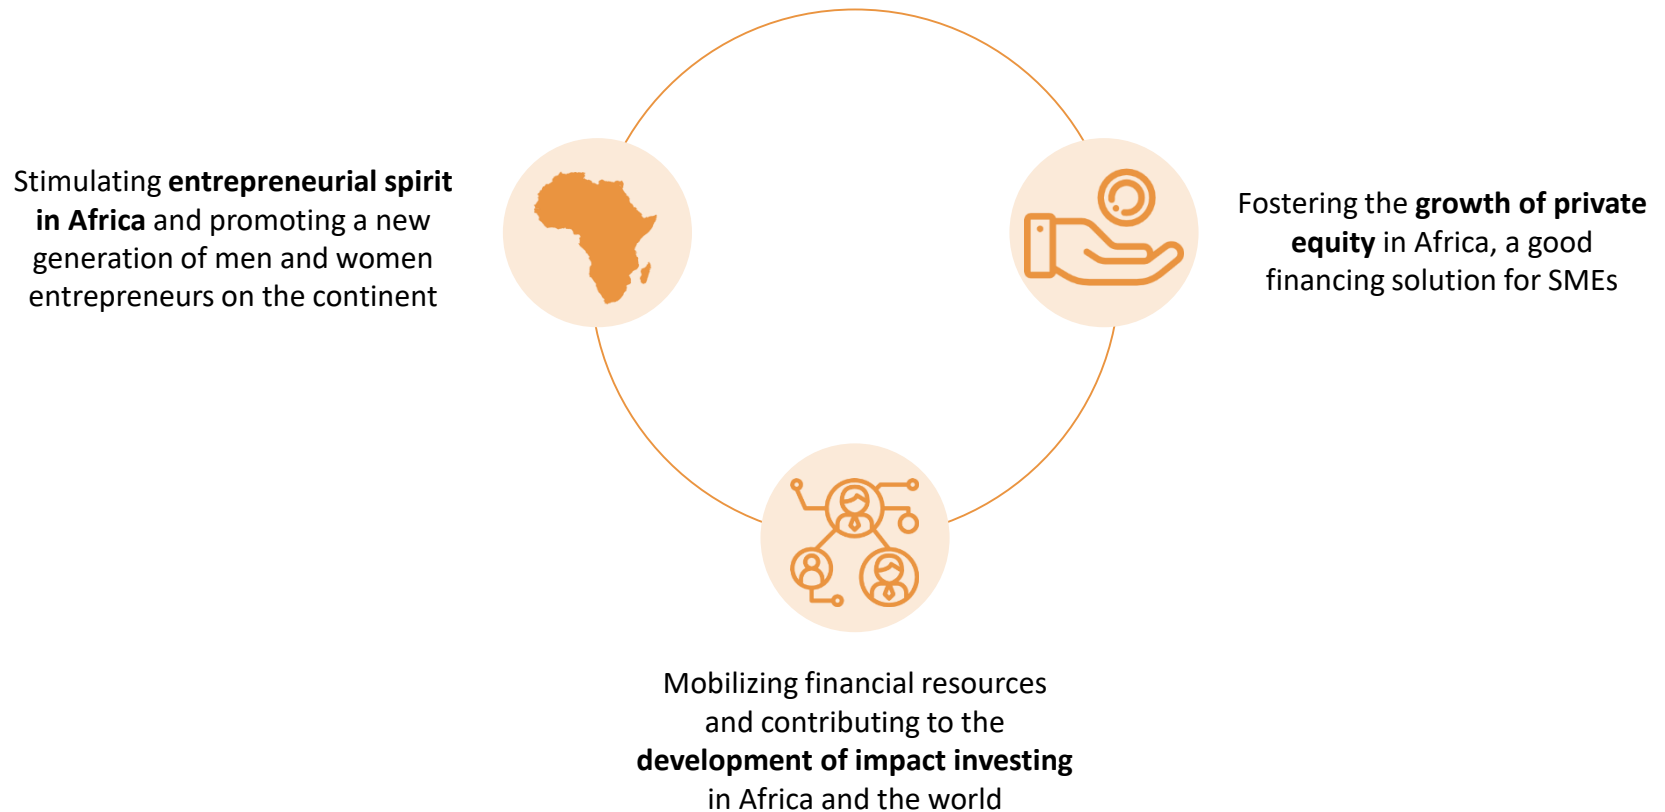 Stimulating entrepreneurial spirit
in Africa and promoting a new
generation of men and women
entrepreneurs on the continent
Fostering the growth of private
equity in Africa, a good
financing solution for SMEs
Mobilizing financial resources
and contributing to the
development of impact investing
in Africa and the world